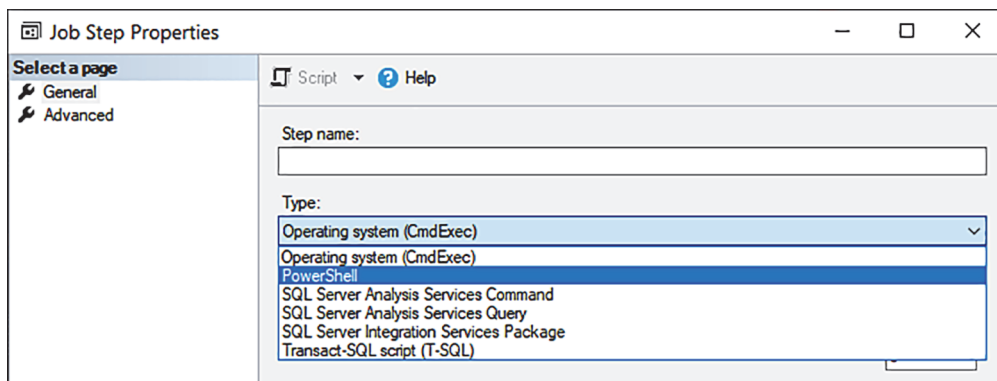 Job Step Properties
Select a page
General
Advanced
Script
Help
Step name:
Type:
Operating system (CmdExec)
Operating system (CmdExec)
PowerShell
SQL Server Analysis Services Command
SQL Server Analysis Services Query
SQL Server Integration Services Package
Transact-SQL script (T-SQL)